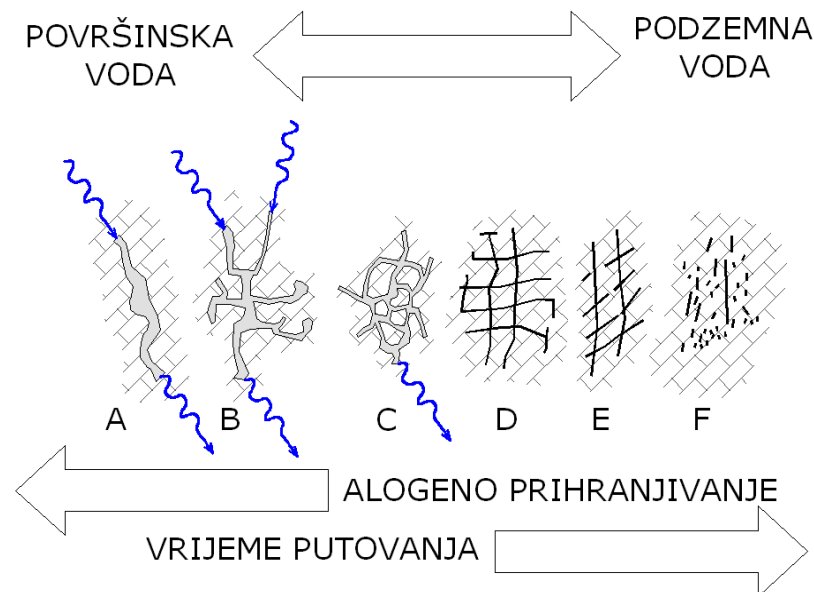 POVRŠINSKA
VODA
PODZEMNA
VODA
A B C D E F
ALOGENO PRIHRANJIVANJE
VRIJEME PUTOVANJA